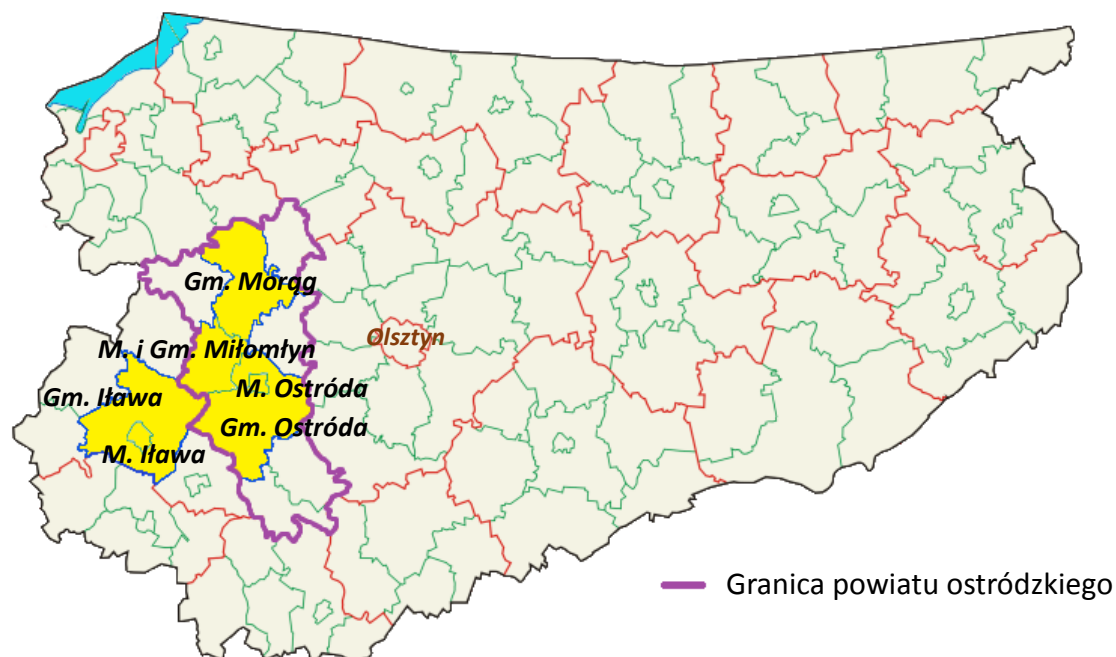 Gm. Morąg
Olsztyn
M. i Gm. Miłomłyn
M. Ostróda
Gm. Iława
Gm. Ostróda
M. Iława
Granica powiatu ostródzkiego